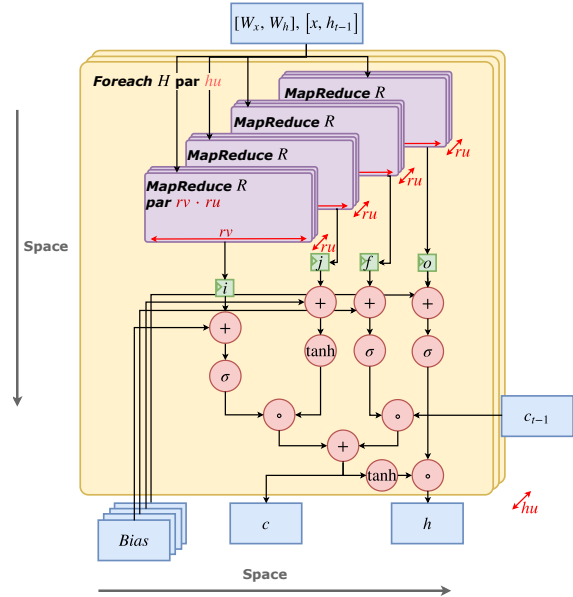 [W_x, W_h], [x, h_{t-1}]
Foreach H par hu
MapReduce R
ru
MapReduce R
ru
MapReduce R
ru
MapReduce R
par rv · ru
rv
Space
i
j
f
o
+
+
+
+
tanh
σ
σ
σ
∘
∘
c_{t-1}
+
tanh
∘
hu
Bias
c
h
Space